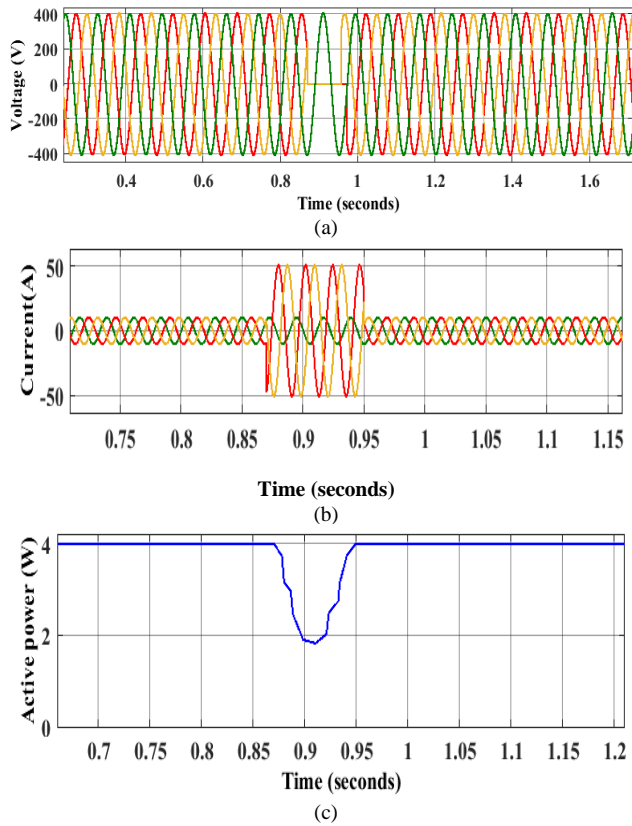 Voltage (V)
400
200
0
-200
-400
0.4 0.6 0.8 1 1.2 1.4 1.6
Time (seconds)
(a)
Current(A)
50
0
-50
0.75 0.8 0.85 0.9 0.95 1 1.05 1.1 1.15
Time (seconds)
(b)
Active power (W)
4
2
0
0.7 0.75 0.8 0.85 0.9 0.95 1 1.05 1.1 1.15 1.2
Time (seconds)
(c)